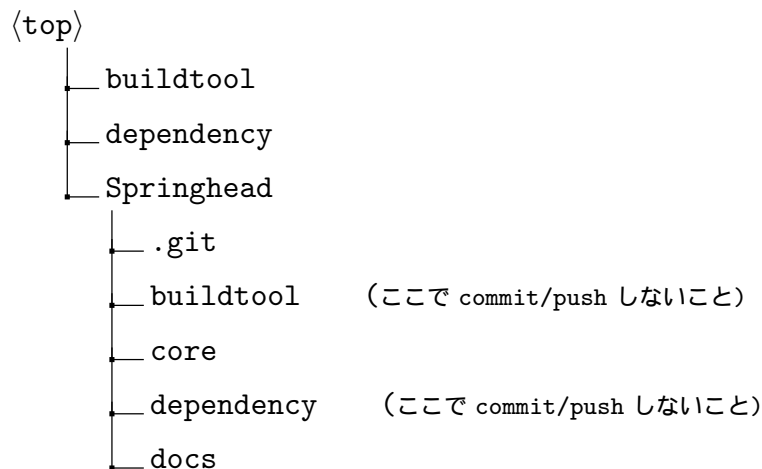 ⟨top⟩
buildtool
dependency
Springhead
.git
buildtool （ここで commit/push しないこと）
core
dependency （ここで commit/push しないこと）
docs